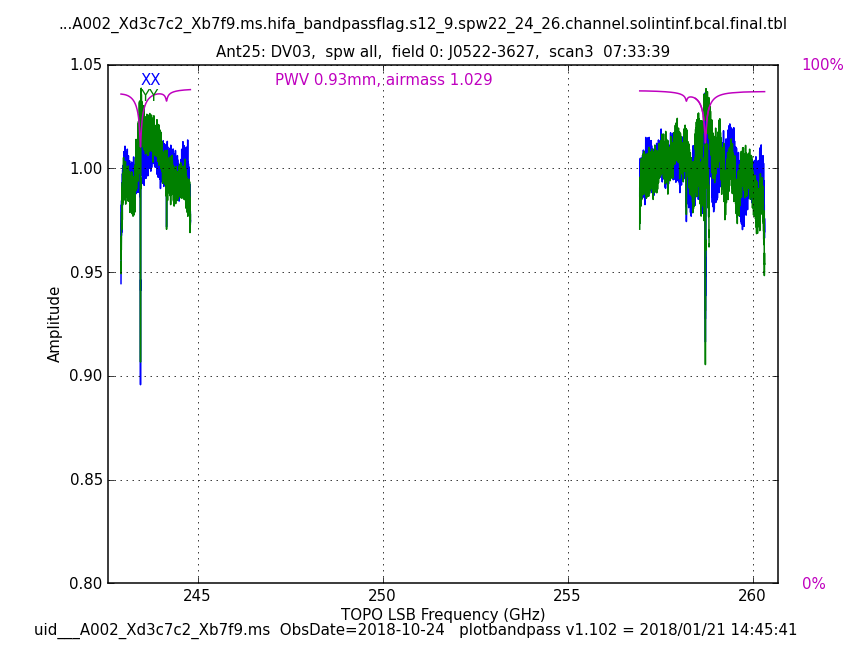 ...A002_Xd3c7c2_Xb7f9.ms.hifa_bandpassflag.s12_9.spw22_24_26.channel.solintinf.bcal.final.tbl
Ant25: DV03,  spw all,  field 0: J0522-3627,  scan3  07:33:39
1.05
100%
XX
PWV 0.93mm, airmass 1.029
1.00
0.95
Amplitude
0.90
0.85
0.80
0%
245
250
255
260
TOPO LSB Frequency (GHz)
uid___A002_Xd3c7c2_Xb7f9.ms  ObsDate=2018-10-24   plotbandpass v1.102 = 2018/01/21 14:45:41